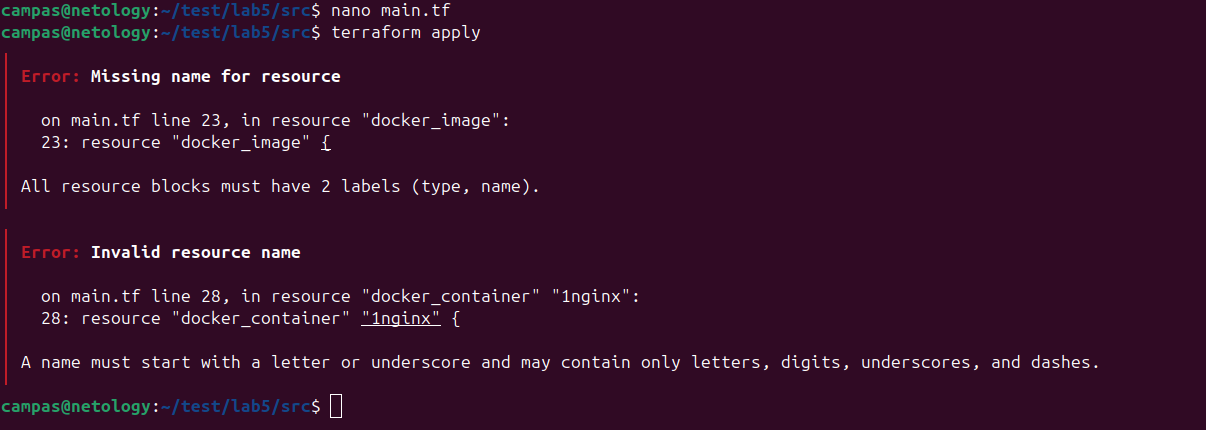 campas@netology:~/test/lab5/src$ nano main.tf
campas@netology:~/test/lab5/src$ terraform apply
Error: Missing name for resource
on main.tf line 23, in resource "docker_image":
23: resource "docker_image" {
All resource blocks must have 2 labels (type, name).
Error: Invalid resource name
on main.tf line 28, in resource "docker_container" "1nginx":
28: resource "docker_container" "1nginx" {
A name must start with a letter or underscore and may contain only letters, digits, underscores, and dashes.
campas@netology:~/test/lab5/src$